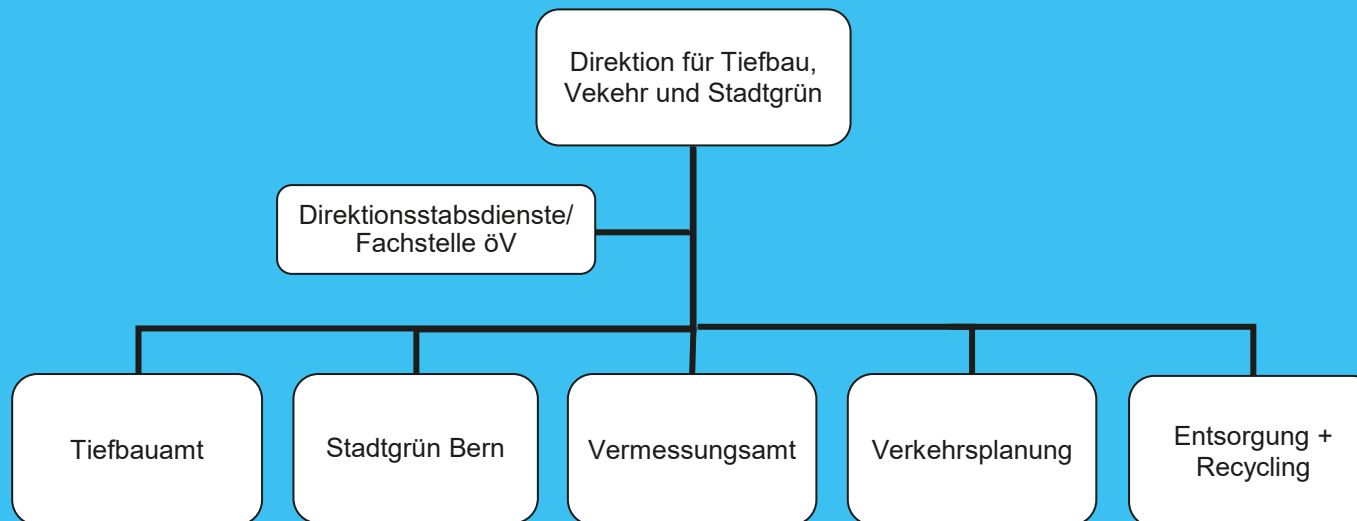 Direktion für Tiefbau,
Vekehr und Stadtgrün
Direktionsstabsdienste/
Fachstelle öV
Tiefbauamt
Stadtgrün Bern
Vermessungsamt
Verkehrsplanung
Entsorgung +
Recycling